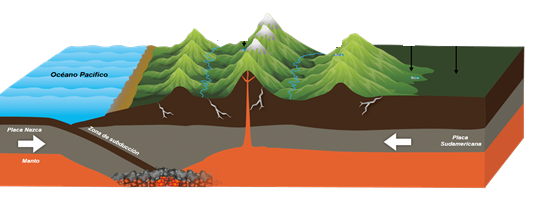 Océano Pacífico
Placa Nazca
Zona de subducción
Placa
Sudamericana
Manto